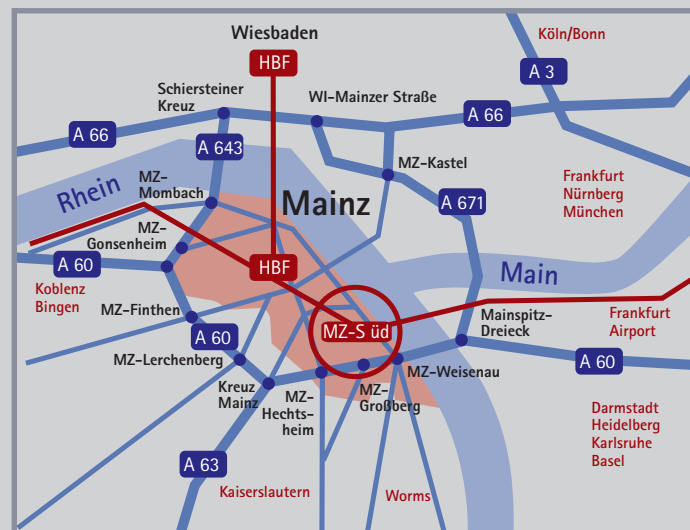 Köln/Bonn
Wiesbaden
HBF
A 3
Schiersteiner
Kreuz
WI-Mainzer Straße
A 66
A 66
A 643
MZ-Kastel
Rhein
MZ-
Mombach
Mainz
A 671
Frankfurt
Nürnberg
München
MZ-
Gonsenheim
A 60
HBF
Main
Koblenz
Bingen
MZ-Finthen
MZ-S üd
Mainspitz-
Dreieck
Frankfurt
Airport
A 60
MZ-Lerchenberg
MZ-Weisenau
A 60
Kreuz
Mainz
MZ-
Hechts-
heim
MZ-
Großberg
Darmstadt
Heidelberg
Karlsruhe
Basel
A 63
Kaiserslautern
Worms